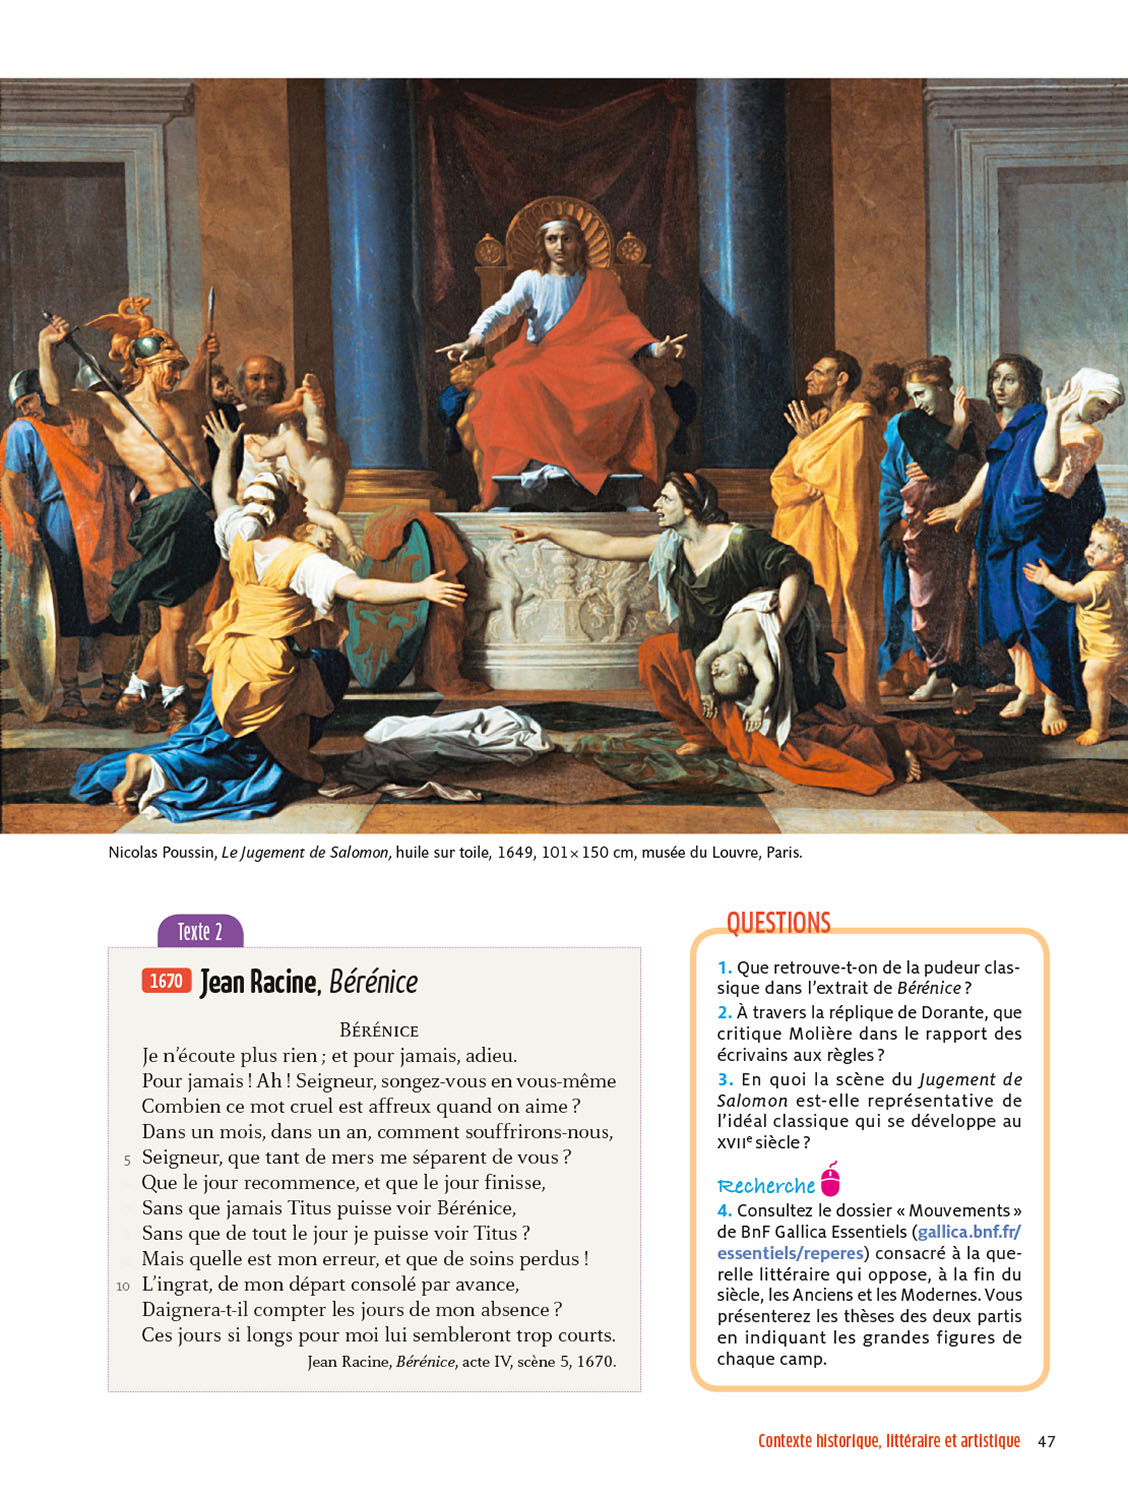 Nicolas Poussin, Le Jugement de Salomon, huile sur toile, 1649, 101 × 150 cm, musée du Louvre, Paris.
Texte 2
1670 Jean Racine, Bérénice
BÉRÉNICE
Je n’écoute plus rien ; et pour jamais, adieu.
Pour jamais ! Ah ! Seigneur, songez-vous en vous-même
Combien ce mot cruel est affreux quand on aime ?
Dans un mois, dans un an, comment souffrirons-nous,
5 Seigneur, que tant de mers me séparent de vous ?
Que le jour recommence, et que le jour finisse,
Sans que jamais Titus puisse voir Bérénice,
Sans que de tout le jour je puisse voir Titus ?
Mais quelle est mon erreur, et que de soins perdus !
10 L’ingrat, de mon départ consolé par avance,
Daignera-t-il compter les jours de mon absence ?
Ces jours si longs pour moi lui sembleront trop courts.
Jean Racine, Bérénice, acte IV, scène 5, 1670.
QUESTIONS
1. Que retrouve-t-on de la pudeur clas-
sique dans l’extrait de Bérénice ?
2. À travers la réplique de Dorante, que
critique Molière dans le rapport des
écrivains aux règles ?
3. En quoi la scène du Jugement de
Salomon est-elle représentative de
l’idéal classique qui se développe au
XVIIe siècle ?
Recherche
4. Consultez le dossier « Mouvements »
de BnF Gallica Essentiels (gallica.bnf.fr/
essentiels/reperes) consacré à la que-
relle littéraire qui oppose, à la fin du
siècle, les Anciens et les Modernes. Vous
présenterez les thèses des deux partis
en indiquant les grandes figures de
chaque camp.
Contexte historique, littéraire et artistique 47